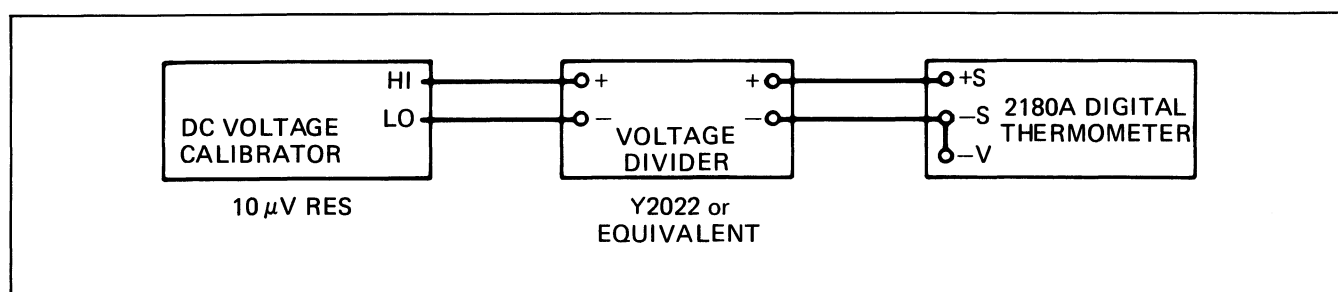 HI
LO
DC VOLTAGE
CALIBRATOR
10 μV RES
+
−
+
−
VOLTAGE
DIVIDER
Y2022 or
EQUIVALENT
+S
−S
−V
2180A DIGITAL
THERMOMETER